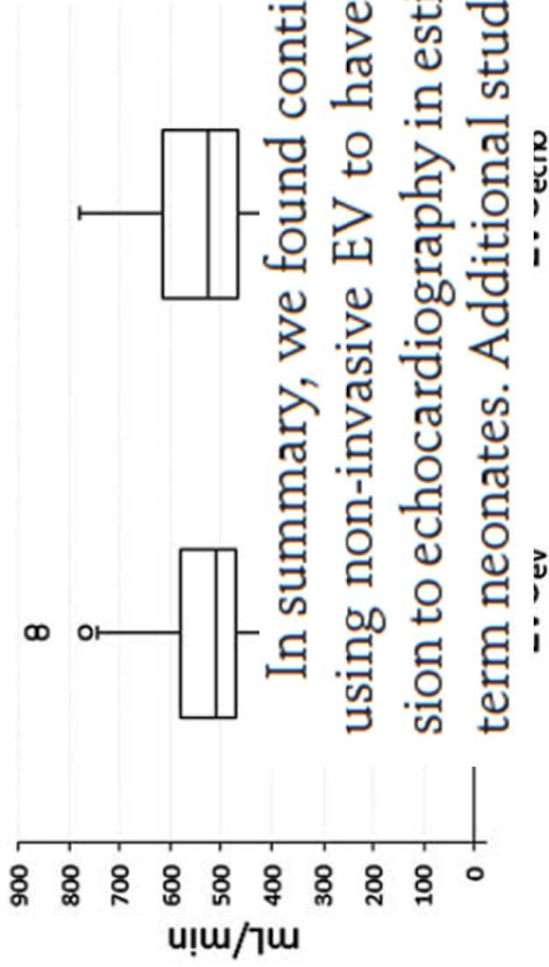 mL/min
900
800
700
600
500
400
300
200
100
0
In summary, we found conti
using non-invasive EV to have
sion to echocardiography in est
term neonates. Additional stud
ev